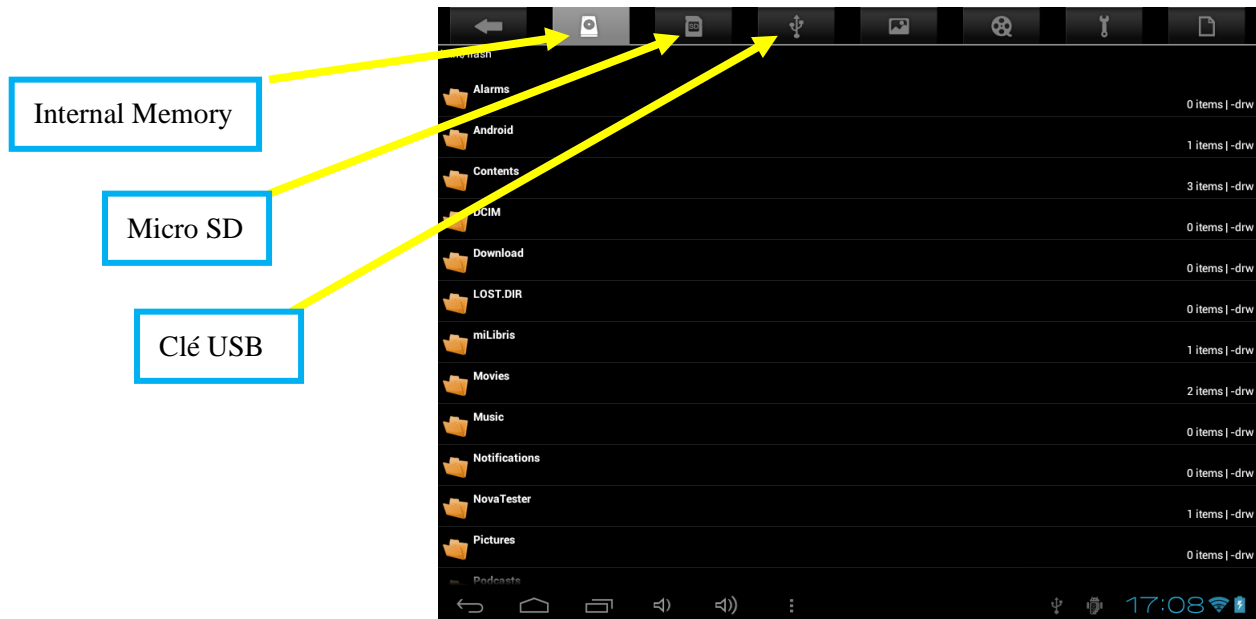 Internal Memory
Micro SD
Clé USB
SD
flash
Alarms
0 items | -drw
Android
1 items | -drw
Contents
3 items | -drw
DCIM
0 items | -drw
Download
0 items | -drw
LOST.DIR
0 items | -drw
miLibris
1 items | -drw
Movies
2 items | -drw
Music
0 items | -drw
Notifications
0 items | -drw
NovaTester
1 items | -drw
Pictures
0 items | -drw
Podcasts
17:08